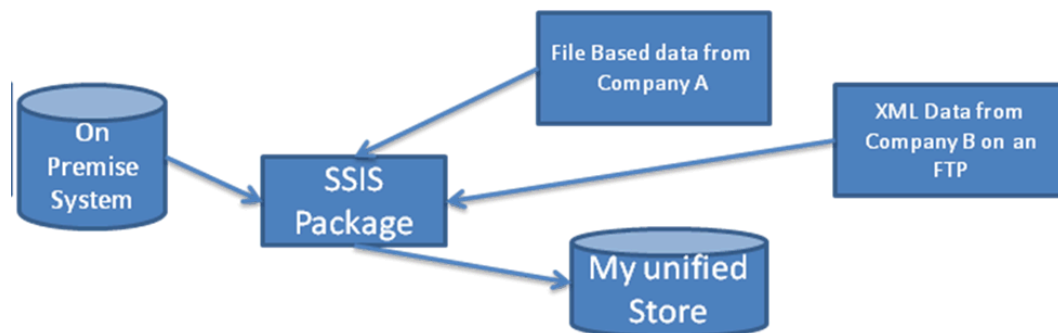 File Based data from
Company A
On
Premise
System
XML Data from
Company B on an
FTP
SSIS
Package
My unified
Store